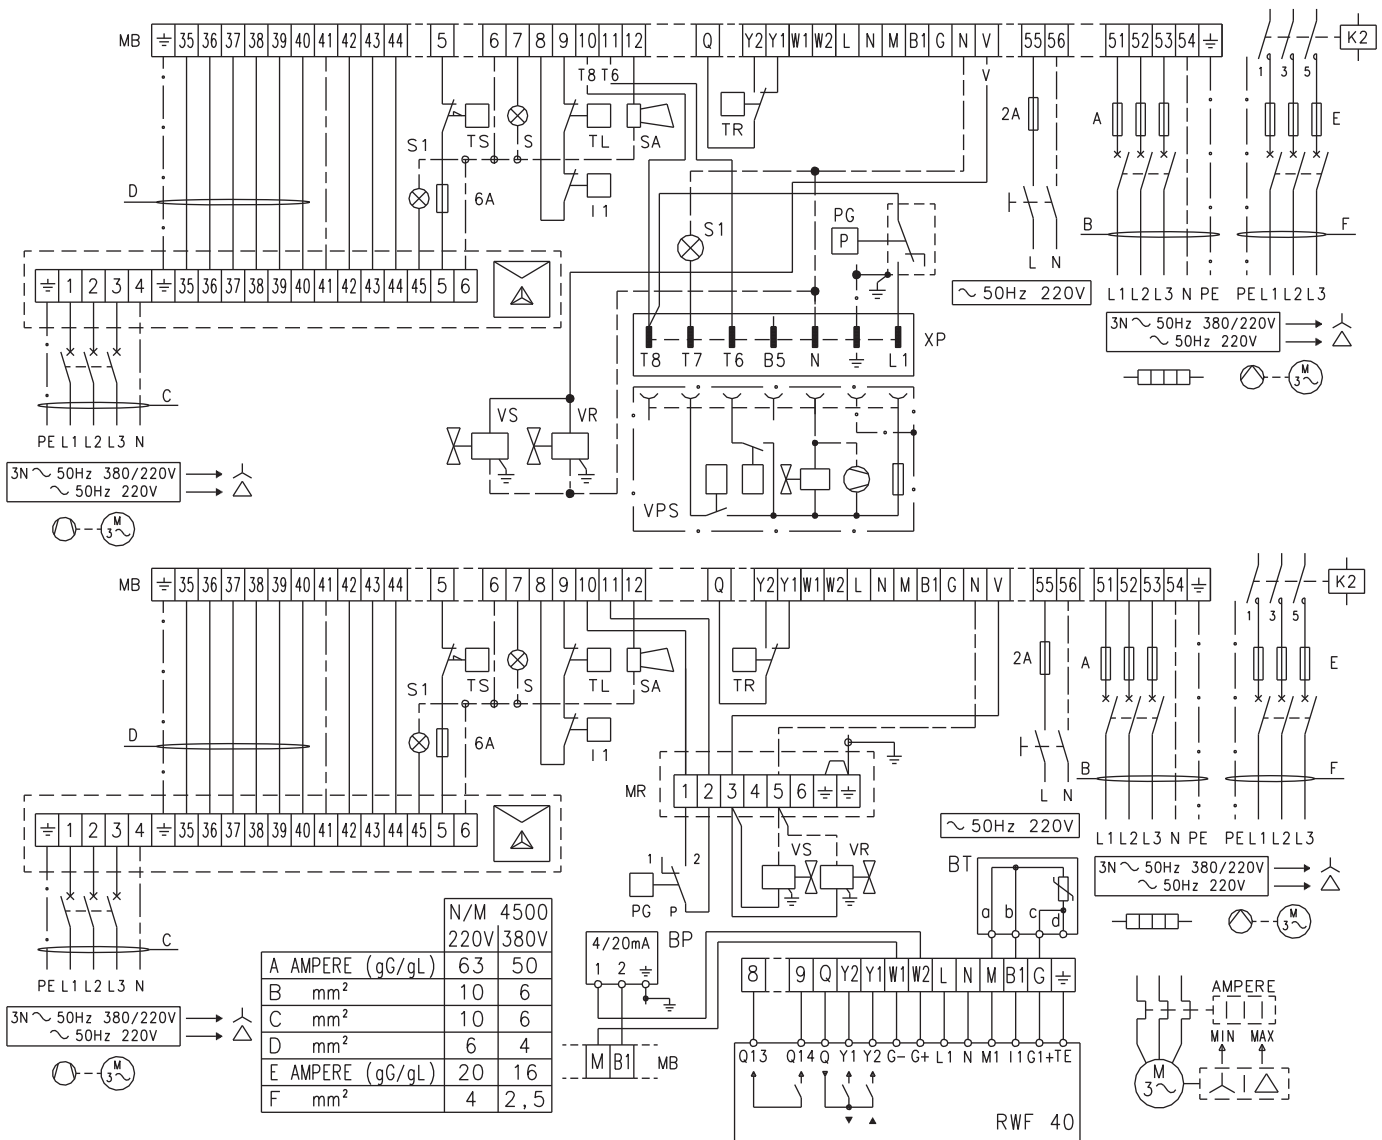 MB ⏚ 35 36 37 38 39 40 41 42 43 44 5 6 7 8 9 10 11 12 Q Y2 Y1 W1 W2 L N M B1 G N V 55 56 51 52 53 54 ⏚ K2
1 3 5
T8 T6 V
S1 TS S TL SA TR 2A A E
D 6A I1
PG S1 P B F
L N
~ 50Hz 220V
L1 L2 L3 N PE PE L1 L2 L3
⏚ 1 2 3 4 ⏚ 35 36 37 38 39 40 41 42 43 44 45 5 6
3N ~ 50Hz 380/220V
~ 50Hz 220V
XP
T8 T7 T6 B5 N ⏚ L1
M
3~
C
PE L1 L2 L3 N
VS VR
3N ~ 50Hz 380/220V
~ 50Hz 220V
VPS
M
3~
MB ⏚ 35 36 37 38 39 40 41 42 43 44 5 6 7 8 9 10 11 12 Q Y2 Y1 W1 W2 L N M B1 G N V 55 56 51 52 53 54 ⏚ K2
1 3 5
S1 TS S TL SA TR 2A A E
D 6A I1
B F
MR 1 2 3 4 5 6 ⏚ ⏚
L N
~ 50Hz 220V
L1 L2 L3 N PE PE L1 L2 L3
⏚ 1 2 3 4 ⏚ 35 36 37 38 39 40 41 42 43 44 45 5 6
1 2
PG P
VS VR
BT
a b c d
3N ~ 50Hz 380/220V
~ 50Hz 220V
M
3~
C
PE L1 L2 L3 N
3N ~ 50Hz 380/220V
~ 50Hz 220V
M
3~
N/M 4500
220V 380V
A AMPERE (gG/gL) 63 50
B mm² 10 6
C mm² 10 6
D mm² 6 4
E AMPERE (gG/gL) 20 16
F mm² 4 2,5
BP
4/20mA
1 2 ⏚
M B1 MB
8 9 Q Y2 Y1 W1 W2 L N M B1 G ⏚
Q13 Q14 Q Y1 Y2 G- G+ L1 N M1 I1 G1+ TE
RWF 40
AMPERE
MIN MAX
M
3~